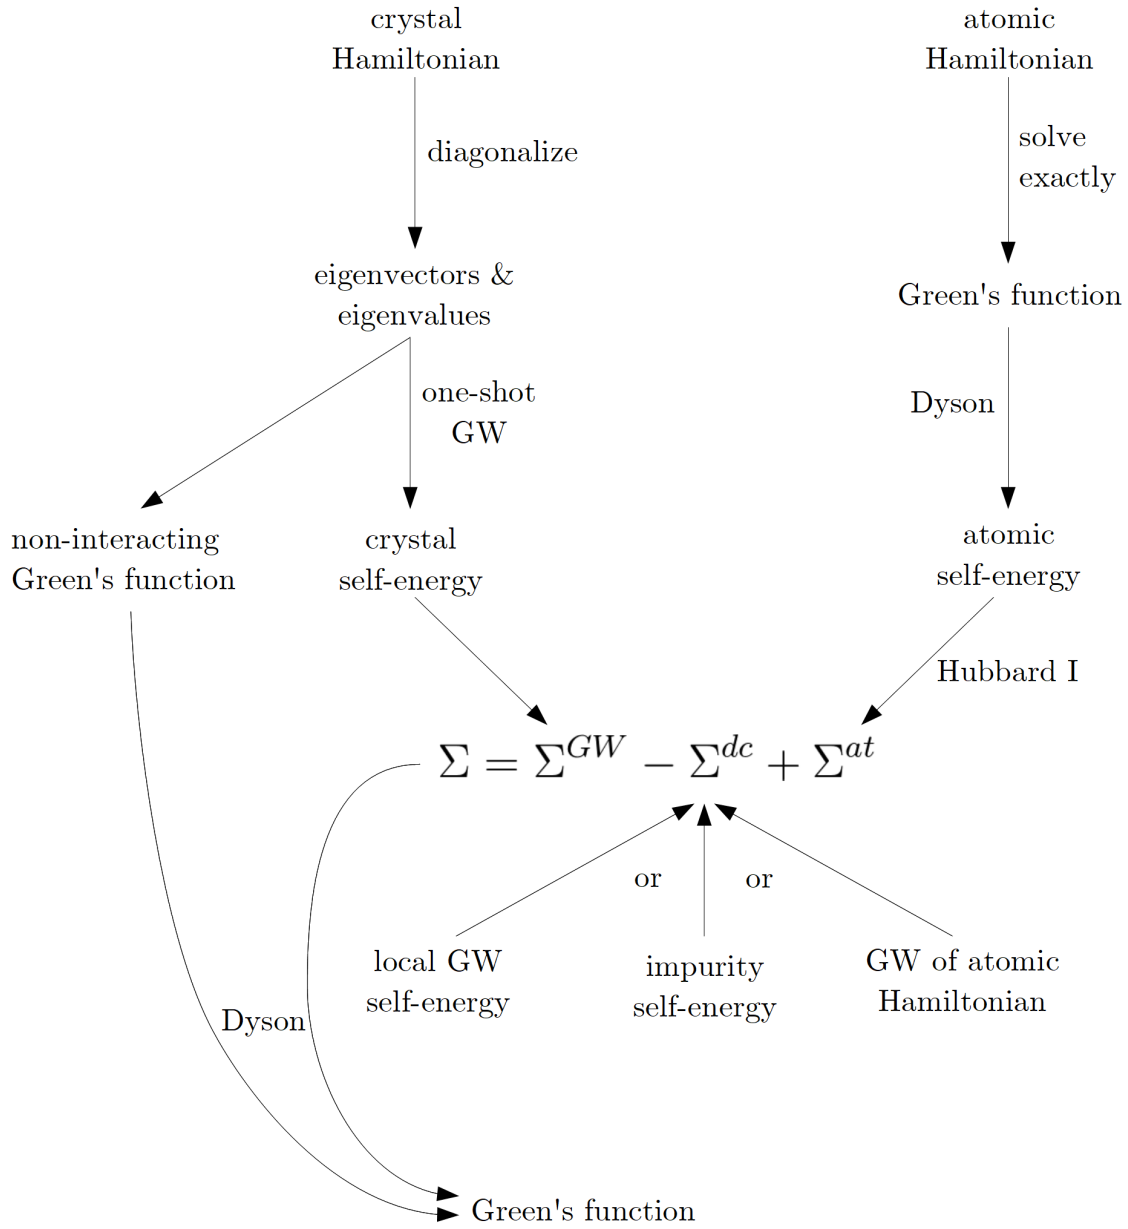 crystal
Hamiltonian
atomic
Hamiltonian
diagonalize
solve
exactly
eigenvectors &
eigenvalues
Green's function
one-shot
GW
Dyson
non-interacting
Green's function
crystal
self-energy
atomic
self-energy
Hubbard I
Σ = Σ^{GW} − Σ^{dc} + Σ^{at}
or
or
local GW
self-energy
impurity
self-energy
GW of atomic
Hamiltonian
Dyson
Green's function